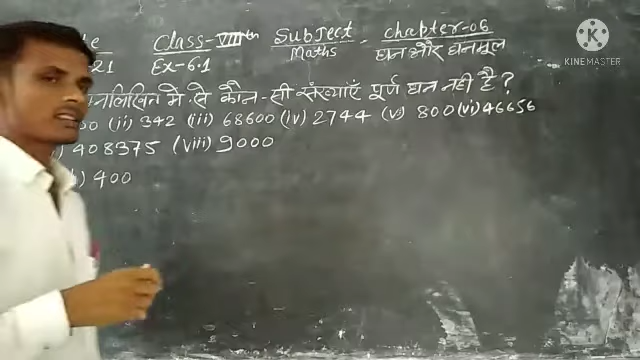 Class-VIIIth Subject chapter-06
21 Ex-6.1 Maths घन और घनमूल
में से कौन-सी संख्याएँ पूर्ण घन नहीं है ?
00 (ii) 342 (iii) 68600 (iv) 2744 (v) 800 (vi) 46656
) 408375 (viii) 9000
) 400
K
KINEMASTER